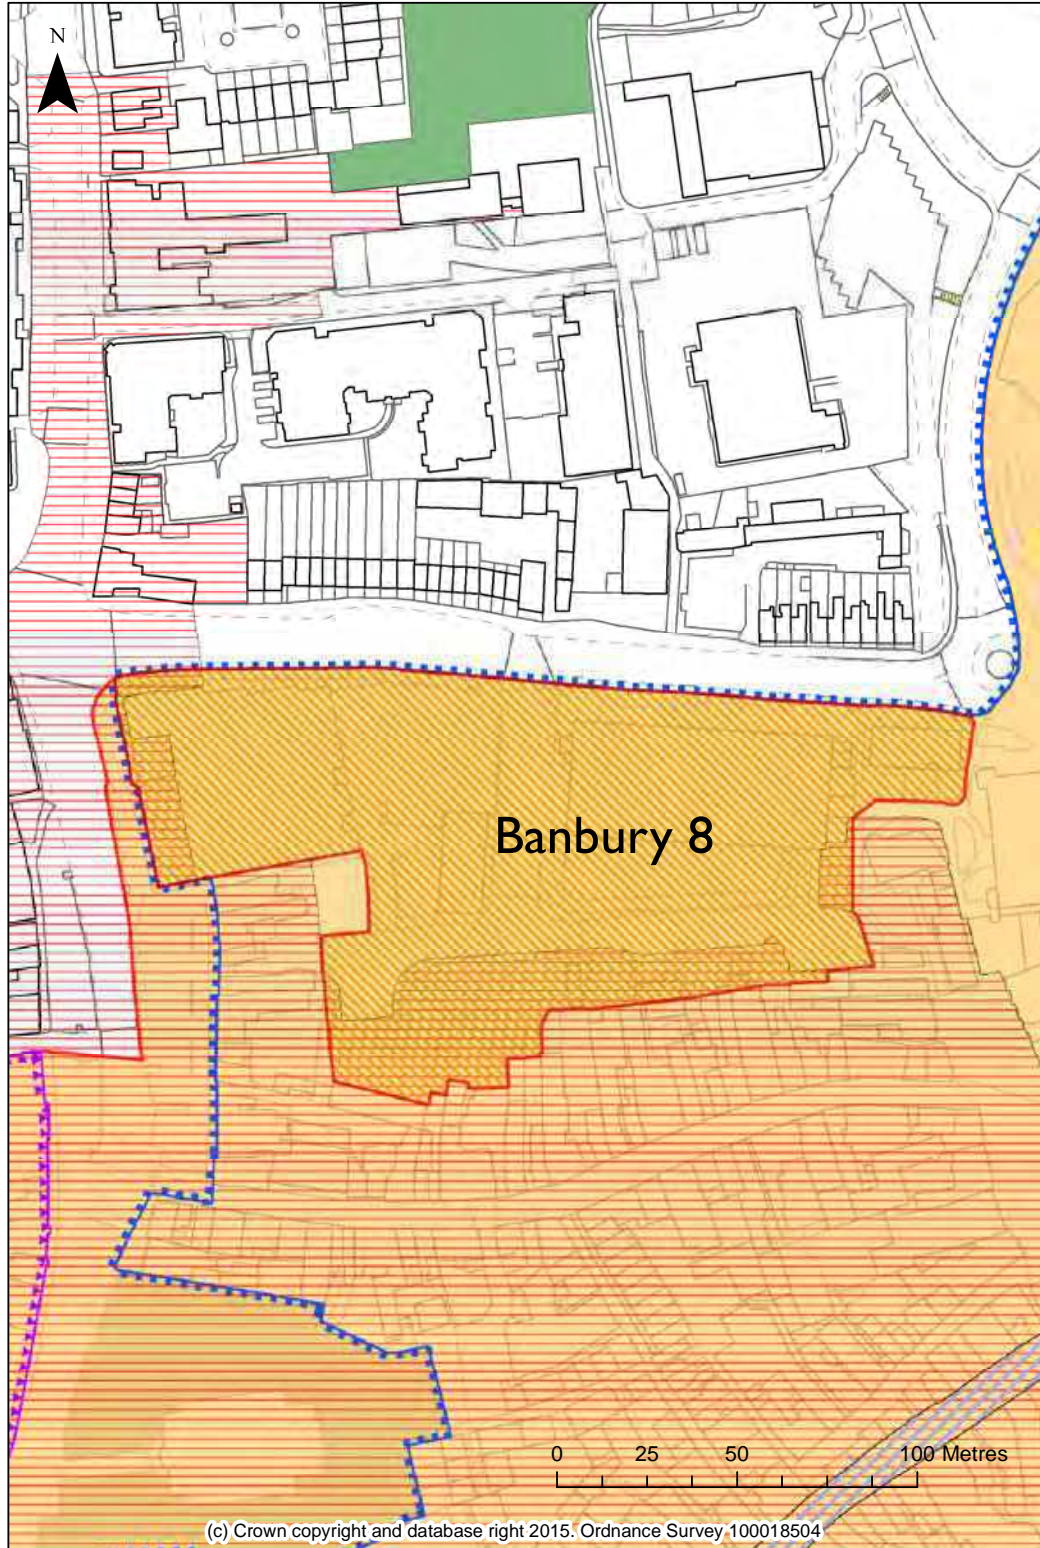 N
Banbury 8
0 25 50 100 Metres
(c) Crown copyright and database right 2015. Ordnance Survey 100018504